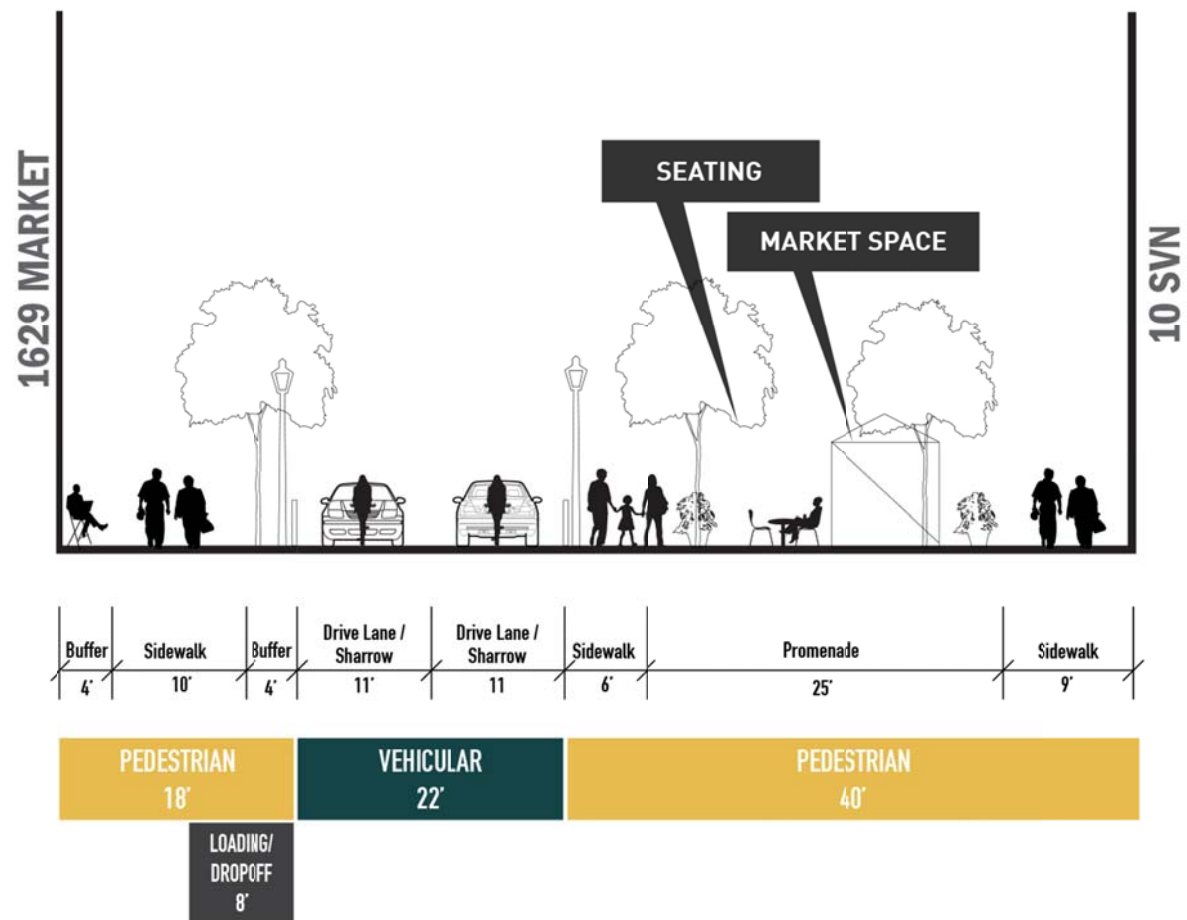 1629 MARKET
SEATING
MARKET SPACE
10 SVN
Buffer
4'
Sidewalk
10'
Buffer
4'
Drive Lane /
Sharrow
11'
Drive Lane /
Sharrow
11
Sidewalk
6'
Promenade
25'
Sidewalk
9'
PEDESTRIAN
18'
VEHICULAR
22'
PEDESTRIAN
40'
LOADING/
DROPOFF
8'